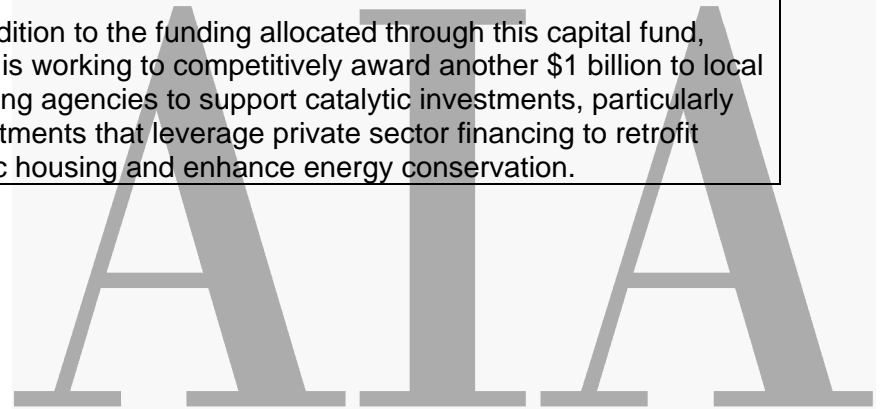 dition to the funding allocated through this capital fund,
is working to competitively award another $1 billion to local
ng agencies to support catalytic investments, particularly
tments that leverage private sector financing to retrofit
c housing and enhance energy conservation.
AIA